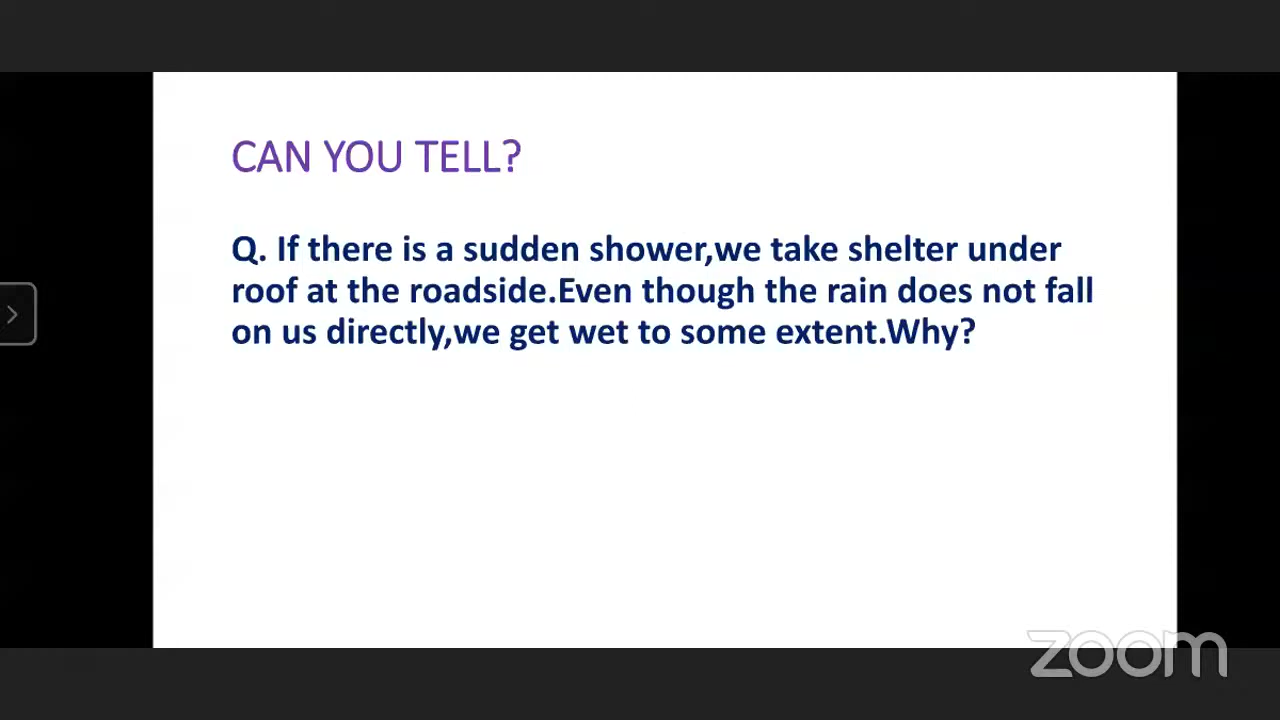 CAN YOU TELL?
Q. If there is a sudden shower,we take shelter under
roof at the roadside.Even though the rain does not fall
on us directly,we get wet to some extent.Why?
zoom